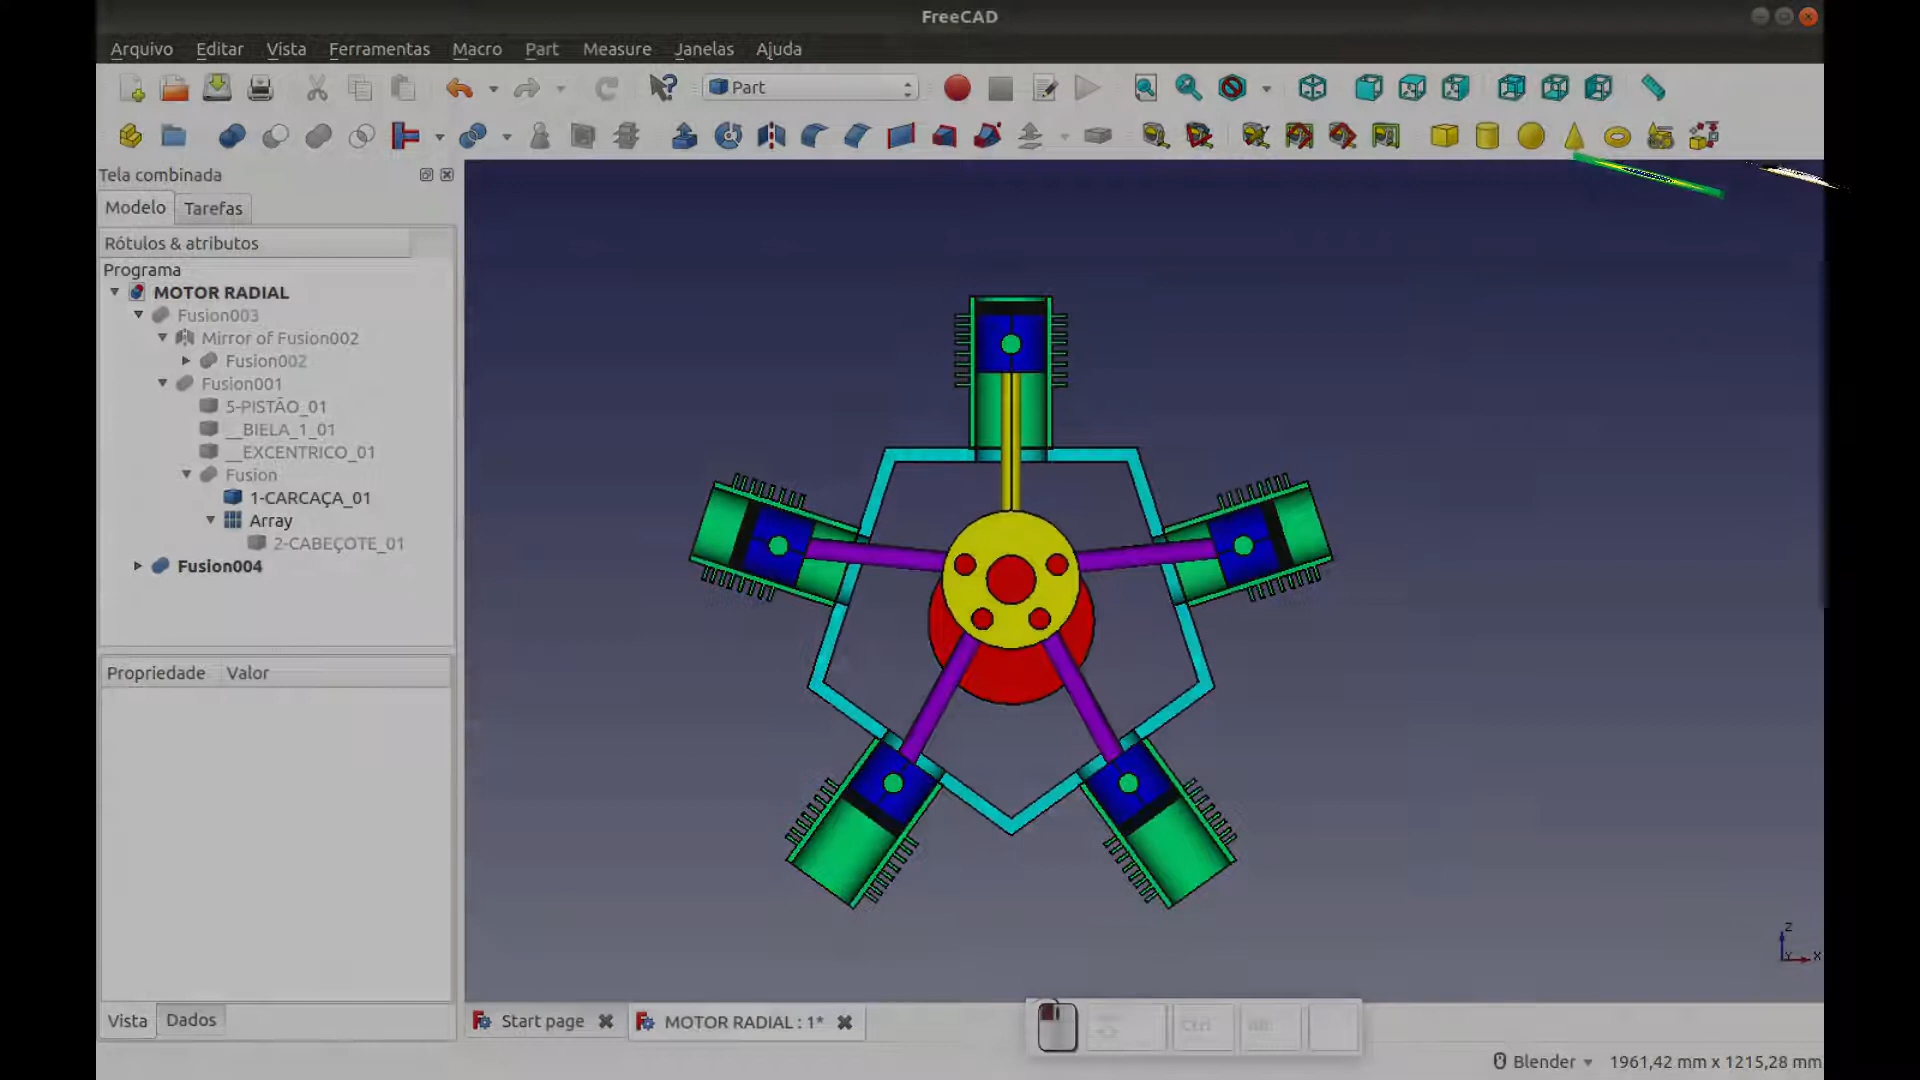 FreeCAD
Arquivo Editar Vista Ferramentas Macro Part Measure Janelas Ajuda
Part
Tela combinada
Modelo Tarefas
Rótulos & atributos
Programa
MOTOR RADIAL
Fusion003
Mirror of Fusion002
Fusion002
Fusion001
5-PISTÃO_01
__BIELA_1_01
__EXCENTRICO_01
Fusion
1-CARCAÇA_01
Array
2-CABEÇOTE_01
Fusion004
Propriedade Valor
Z
Y X
Vista Dados
Start page
MOTOR RADIAL : 1*
Blender 1961,42 mm x 1215,28 mm